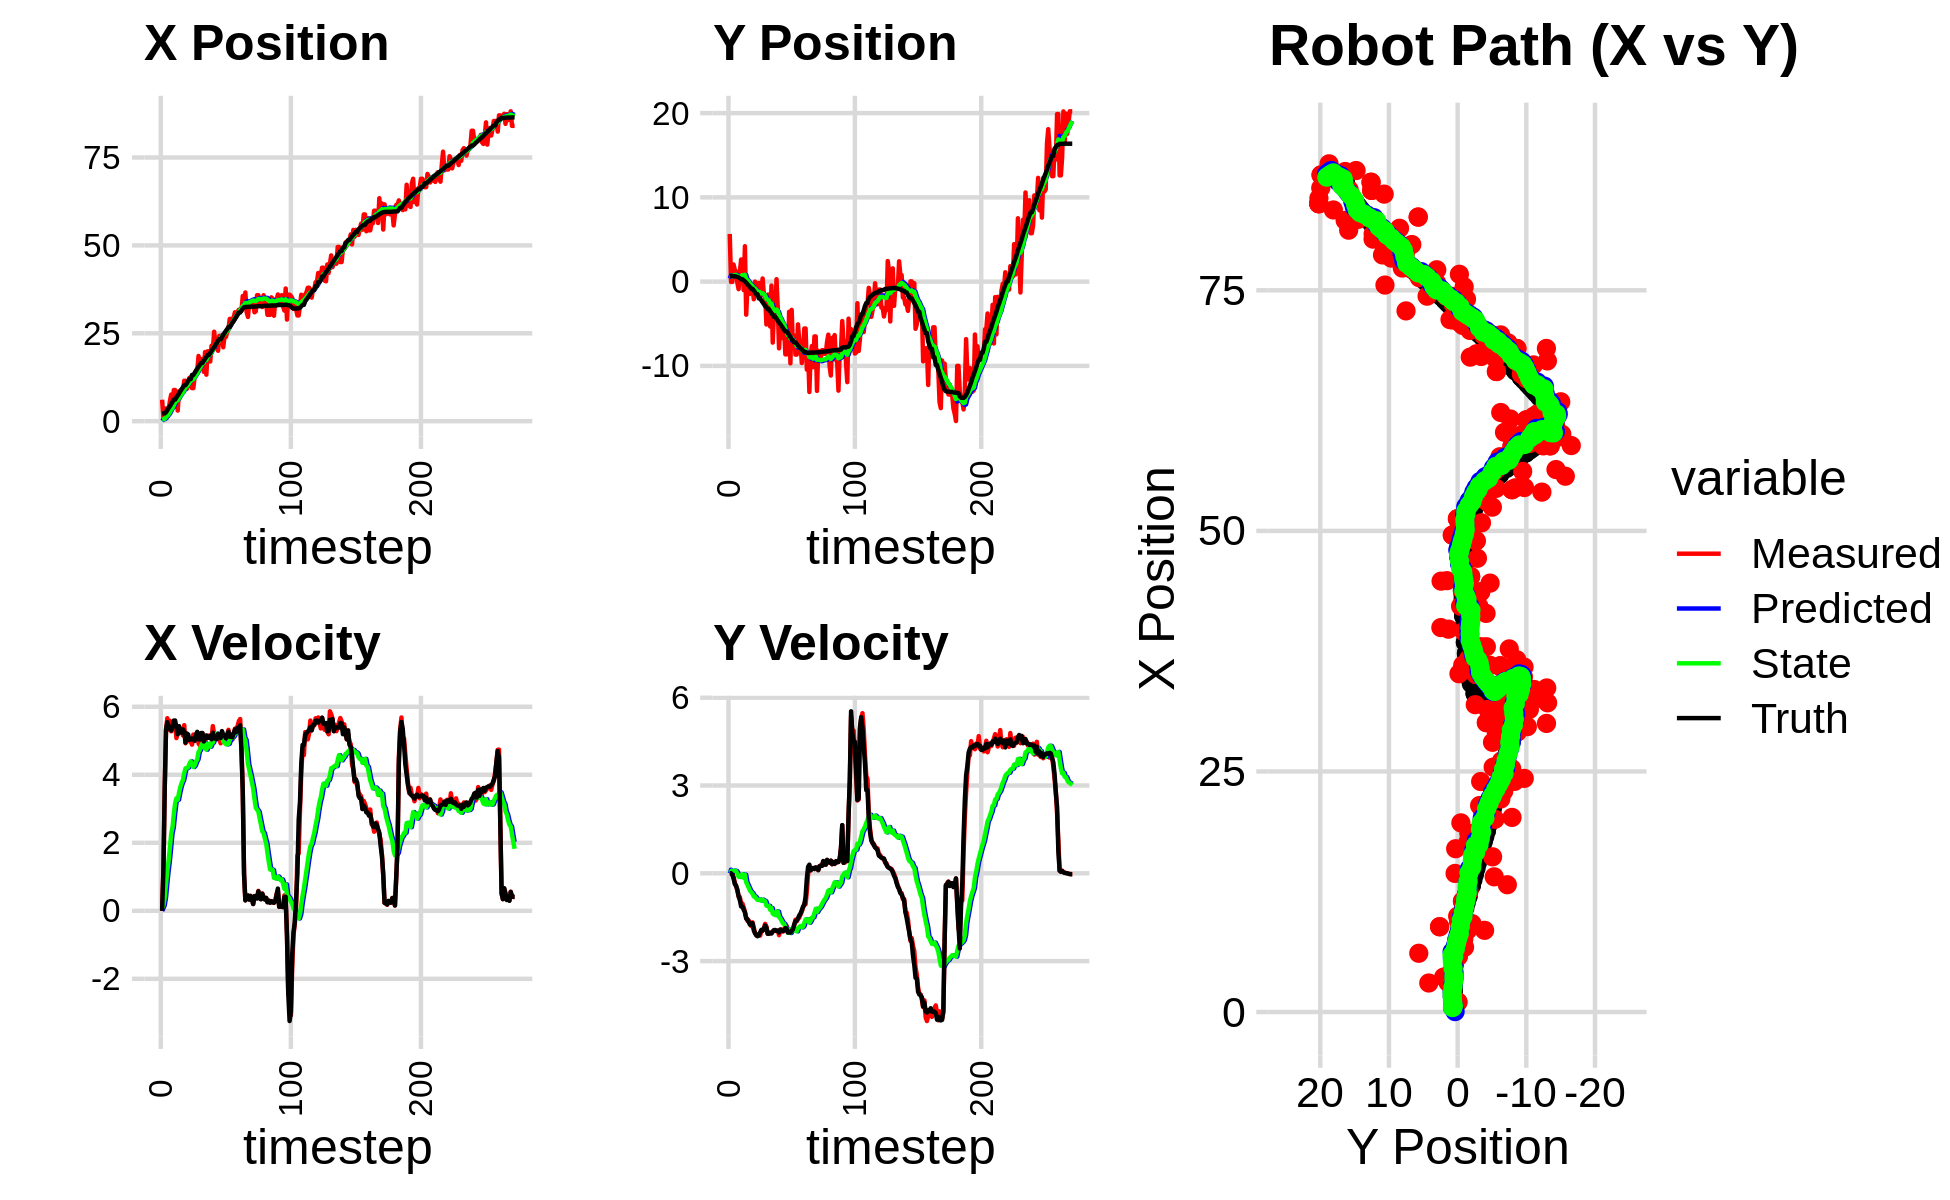 X Position
75
50
25
0
0
100
200
timestep
Y Position
20
10
0
-10
0
100
200
timestep
X Velocity
6
4
2
0
-2
0
100
200
timestep
Y Velocity
6
3
0
-3
0
100
200
timestep
Robot Path (X vs Y)
X Position
75
50
25
0
20 10 0 -10 -20
Y Position
variable
Measured
Predicted
State
Truth